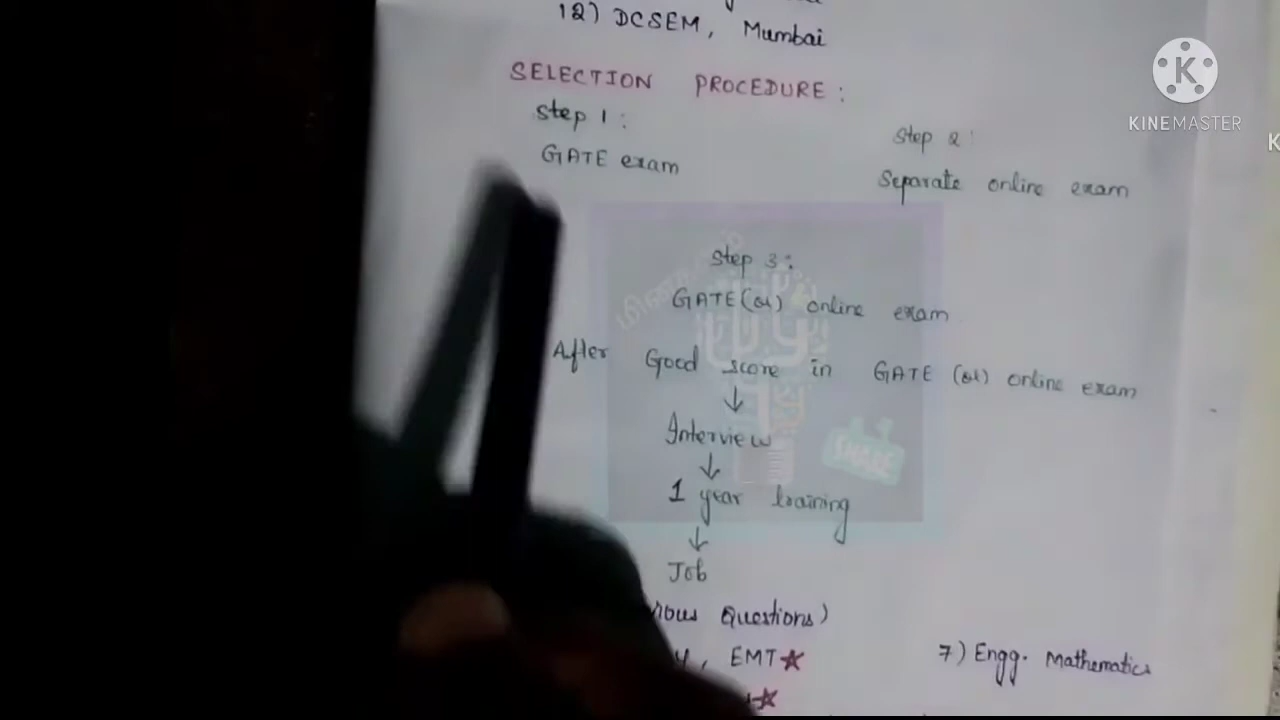 12) DCSEM, Mumbai
KINEMASTER
SELECTION PROCEDURE:
Step 1:
GATE exam
Step 2:
Separate online exam
Step 3:
GATE (or) online exam
After Good score in GATE (or) online exam
↓
Interview
↓
1 year training
↓
Job
Questions)
EMT
7) Engg. Mathematics
SHARE